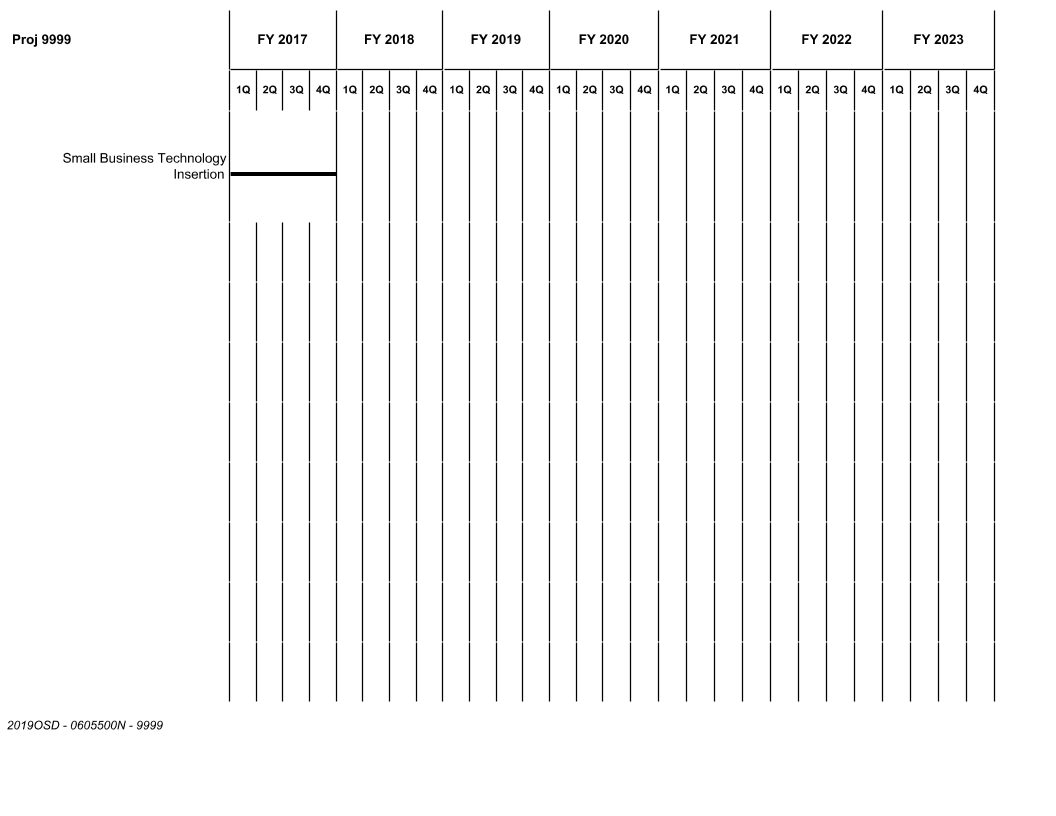 Proj 9999 FY 2017 FY 2018 FY 2019 FY 2020 FY 2021 FY 2022 FY 2023
1Q 2Q 3Q 4Q 1Q 2Q 3Q 4Q 1Q 2Q 3Q 4Q 1Q 2Q 3Q 4Q 1Q 2Q 3Q 4Q 1Q 2Q 3Q 4Q 1Q 2Q 3Q 4Q
Small Business Technology
Insertion
2019OSD - 0605500N - 9999